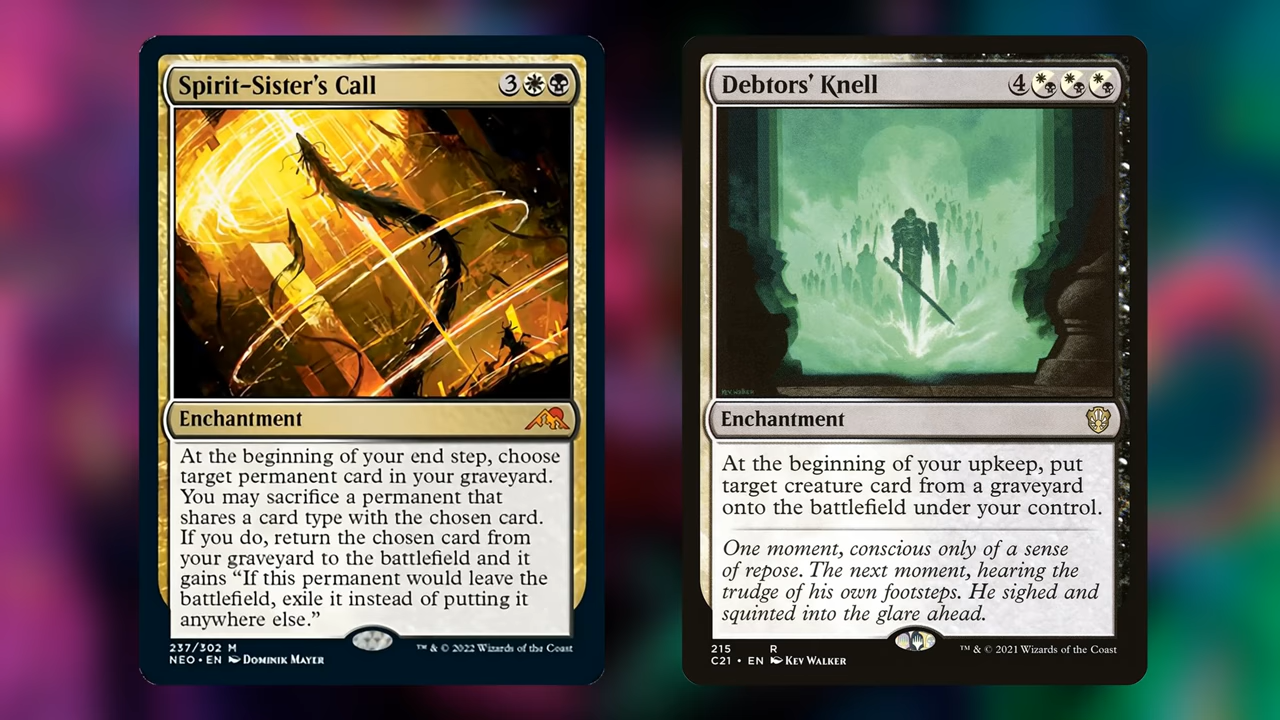 Spirit-Sister's Call
3
Enchantment
At the beginning of your end step, choose
target permanent card in your graveyard.
You may sacrifice a permanent that
shares a card type with the chosen card.
If you do, return the chosen card from
your graveyard to the battlefield and it
gains “If this permanent would leave the
battlefield, exile it instead of putting it
anywhere else.”
237/302 M
NEO • EN Dominik Mayer
™ & © 2022 Wizards of the Coast
Debtors' Knell
4
Enchantment
At the beginning of your upkeep, put
target creature card from a graveyard
onto the battlefield under your control.
One moment, conscious only of a sense
of repose. The next moment, hearing the
trudge of his own footsteps. He sighed and
squinted into the glare ahead.
215 R
C21 • EN Kev Walker
™ & © 2021 Wizards of the Coast